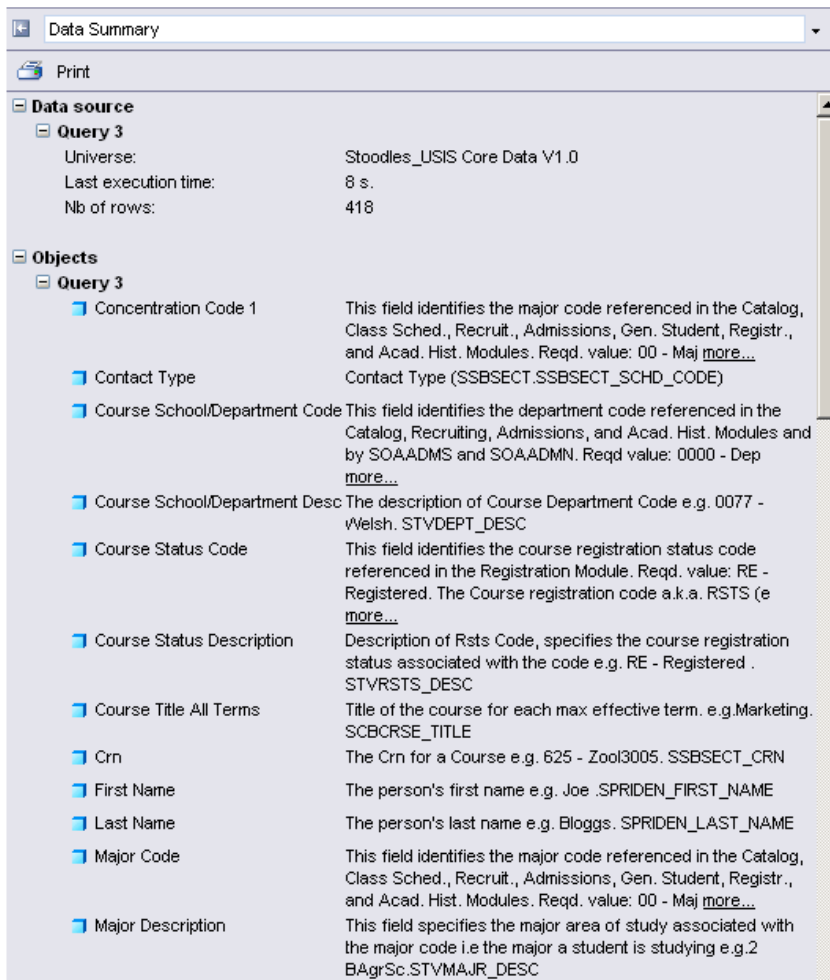 Data Summary
Print
Data source
Query 3
Universe: Stoodles_USIS Core Data V1.0
Last execution time: 8 s.
Nb of rows: 418
Objects
Query 3
Concentration Code 1 This field identifies the major code referenced in the Catalog,
Class Sched., Recruit., Admissions, Gen. Student, Registr.,
and Acad. Hist. Modules. Reqd. value: 00 - Maj more...
Contact Type Contact Type (SSBSECT.SSBSECT_SCHD_CODE)
Course School/Department Code This field identifies the department code referenced in the
Catalog, Recruiting, Admissions, and Acad. Hist. Modules and
by SOAADMS and SOAADMN. Reqd value: 0000 - Dep
more...
Course School/Department Desc The description of Course Department Code e.g. 0077 -
Welsh. STVDEPT_DESC
Course Status Code This field identifies the course registration status code
referenced in the Registration Module. Reqd. value: RE -
Registered. The Course registration code a.k.a. RSTS (e
more...
Course Status Description Description of Rsts Code, specifies the course registration
status associated with the code e.g. RE - Registered .
STVRSTS_DESC
Course Title All Terms Title of the course for each max effective term. e.g.Marketing.
SCBCRSE_TITLE
Crn The Crn for a Course e.g. 625 - Zool3005. SSBSECT_CRN
First Name The person's first name e.g. Joe .SPRIDEN_FIRST_NAME
Last Name The person's last name e.g. Bloggs. SPRIDEN_LAST_NAME
Major Code This field identifies the major code referenced in the Catalog,
Class Sched., Recruit., Admissions, Gen. Student, Registr.,
and Acad. Hist. Modules. Reqd. value: 00 - Maj more...
Major Description This field specifies the major area of study associated with
the major code i.e the major a student is studying e.g.2
BAgrSc.STVMAJR_DESC